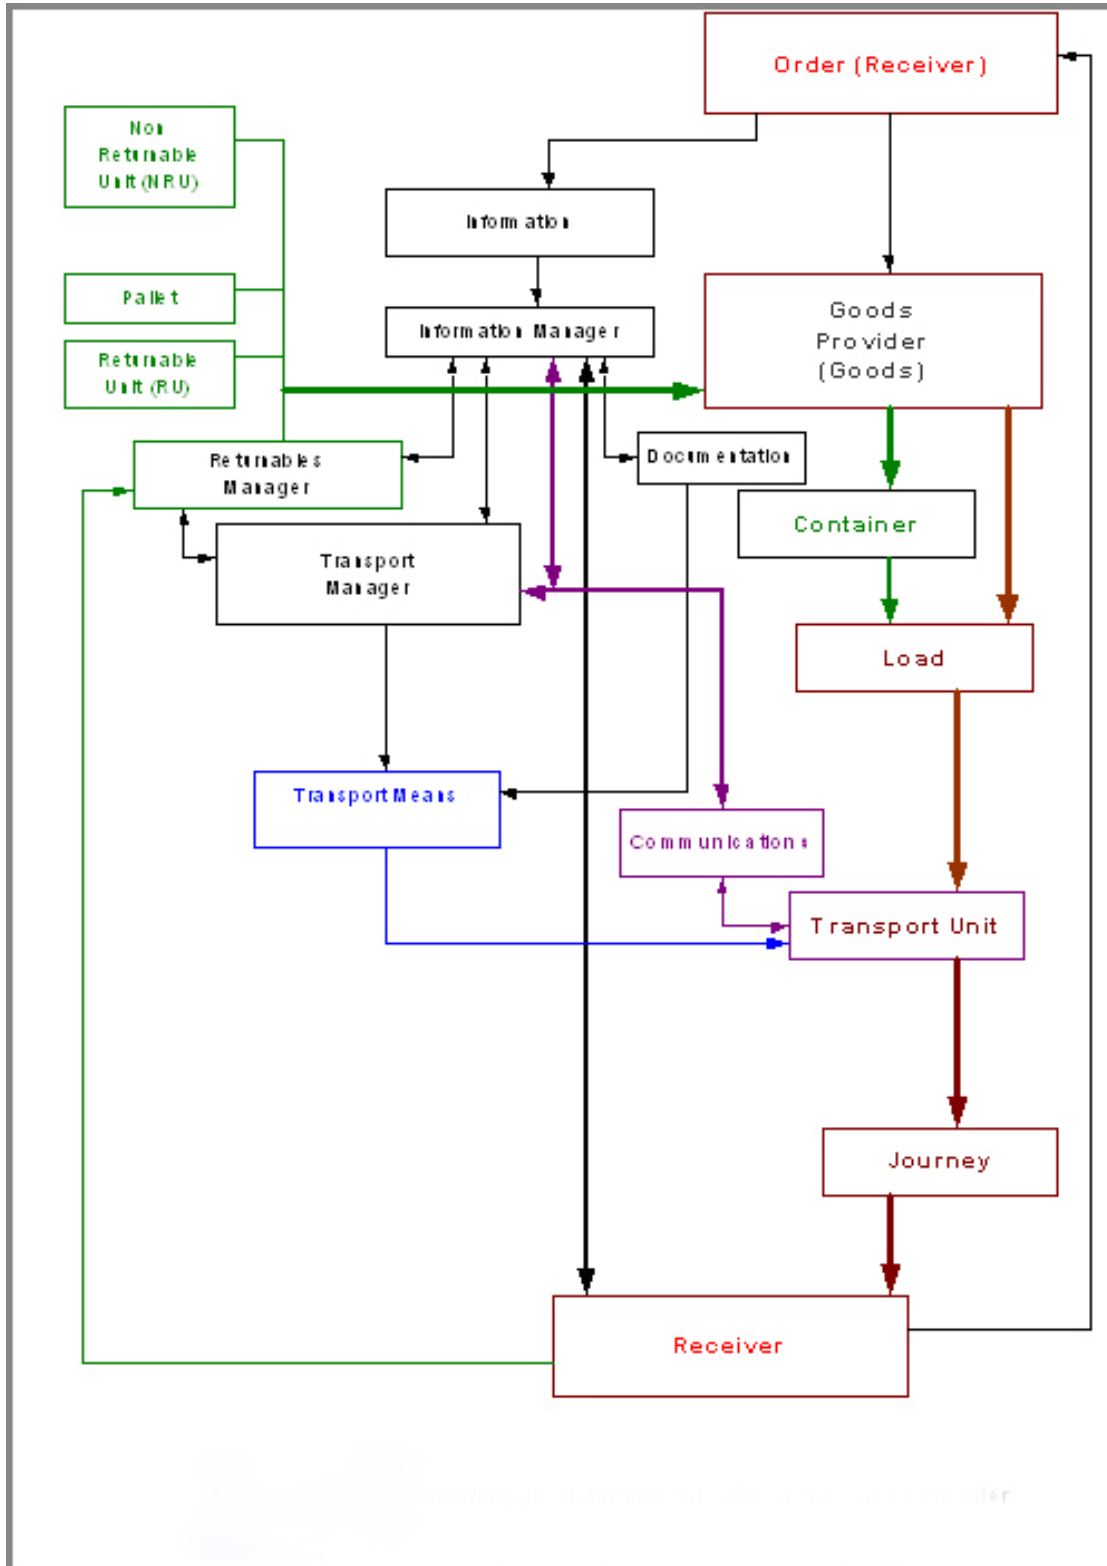 Order (Receiver)
Non
Returnable
Unit (NRU)
Information
Pallet
Goods
Provider
(Goods)
Information Manager
Returnable
Unit (RU)
Returnables
Manager
Documentation
Container
Transport
Manager
Load
Transport Means
Communications
Transport Unit
Journey
Receiver